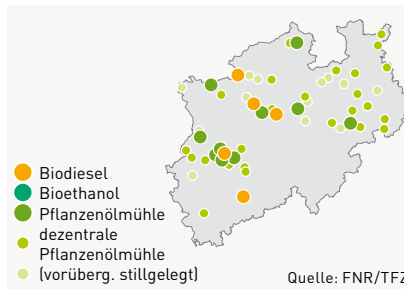 Biodiesel
Bioethanol
Pflanzenölmühle
dezentrale
Pflanzenölmühle
(vorüberg. stillgelegt)
Quelle: FNR/TFZ